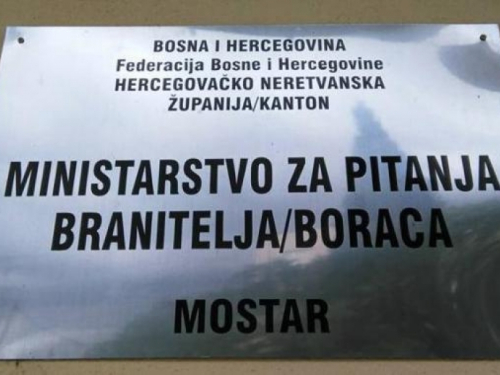 BOSNA I HERCEGOVINA
Federacija Bosne i Hercegovine
HERCEGOVAČKO NERETVANSKA
ŽUPANIJA/KANTON
MINISTARSTVO ZA PITANJA
BRANITELJA/BORACA
MOSTAR